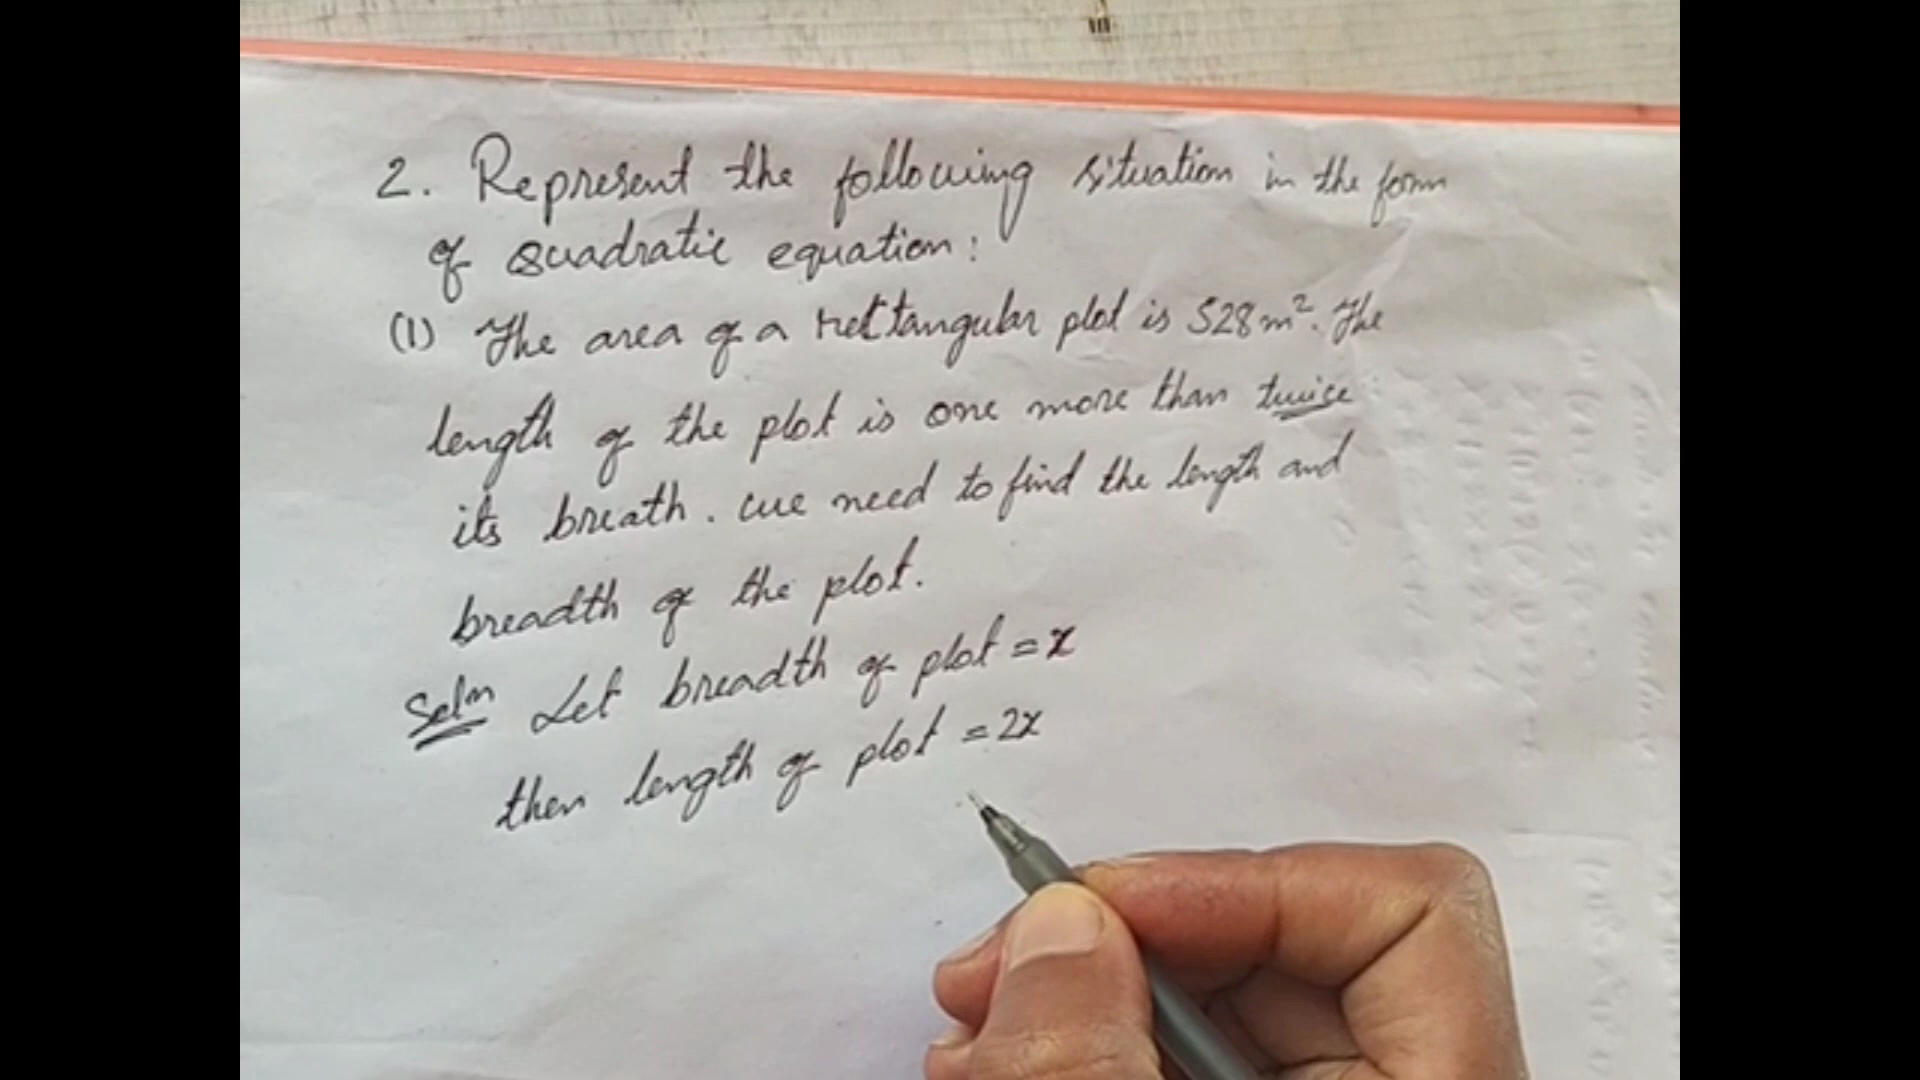 2. Represent the following situation in the form
of Quadratic equation:
(1) The area of a rectangular plot is 528m². The
length of the plot is one more than twice
its breath. we need to find the length and
breadth of the plot.
Solⁿ Let breadth of plot = x
then length of plot = 2x